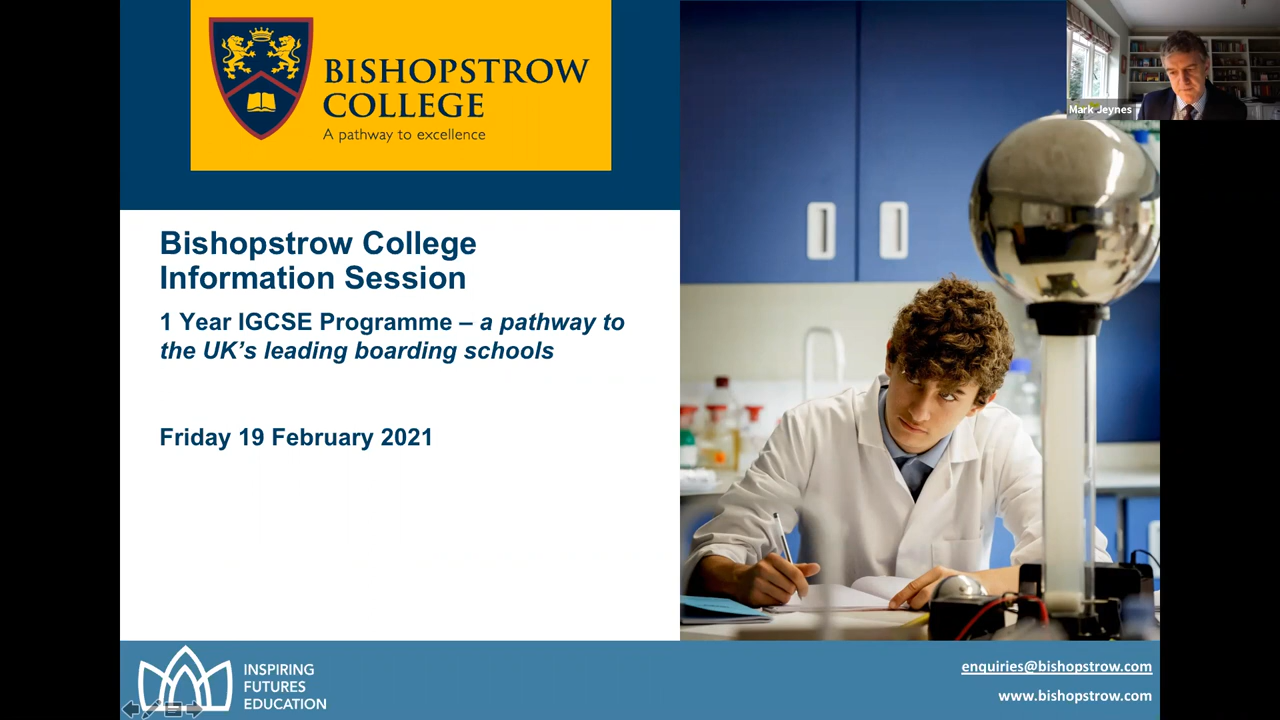 BISHOPSTROW
COLLEGE
A pathway to excellence
Mark Jeynes
Bishopstrow College
Information Session
1 Year IGCSE Programme – a pathway to
the UK's leading boarding schools
Friday 19 February 2021
INSPIRING
FUTURES
EDUCATION
enquiries@bishopstrow.com
www.bishopstrow.com